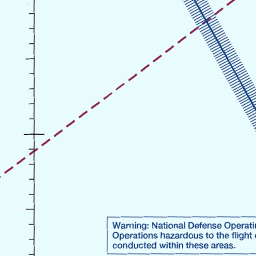 Warning: National Defense Operati
Operations hazardous to the flight
conducted within these areas.